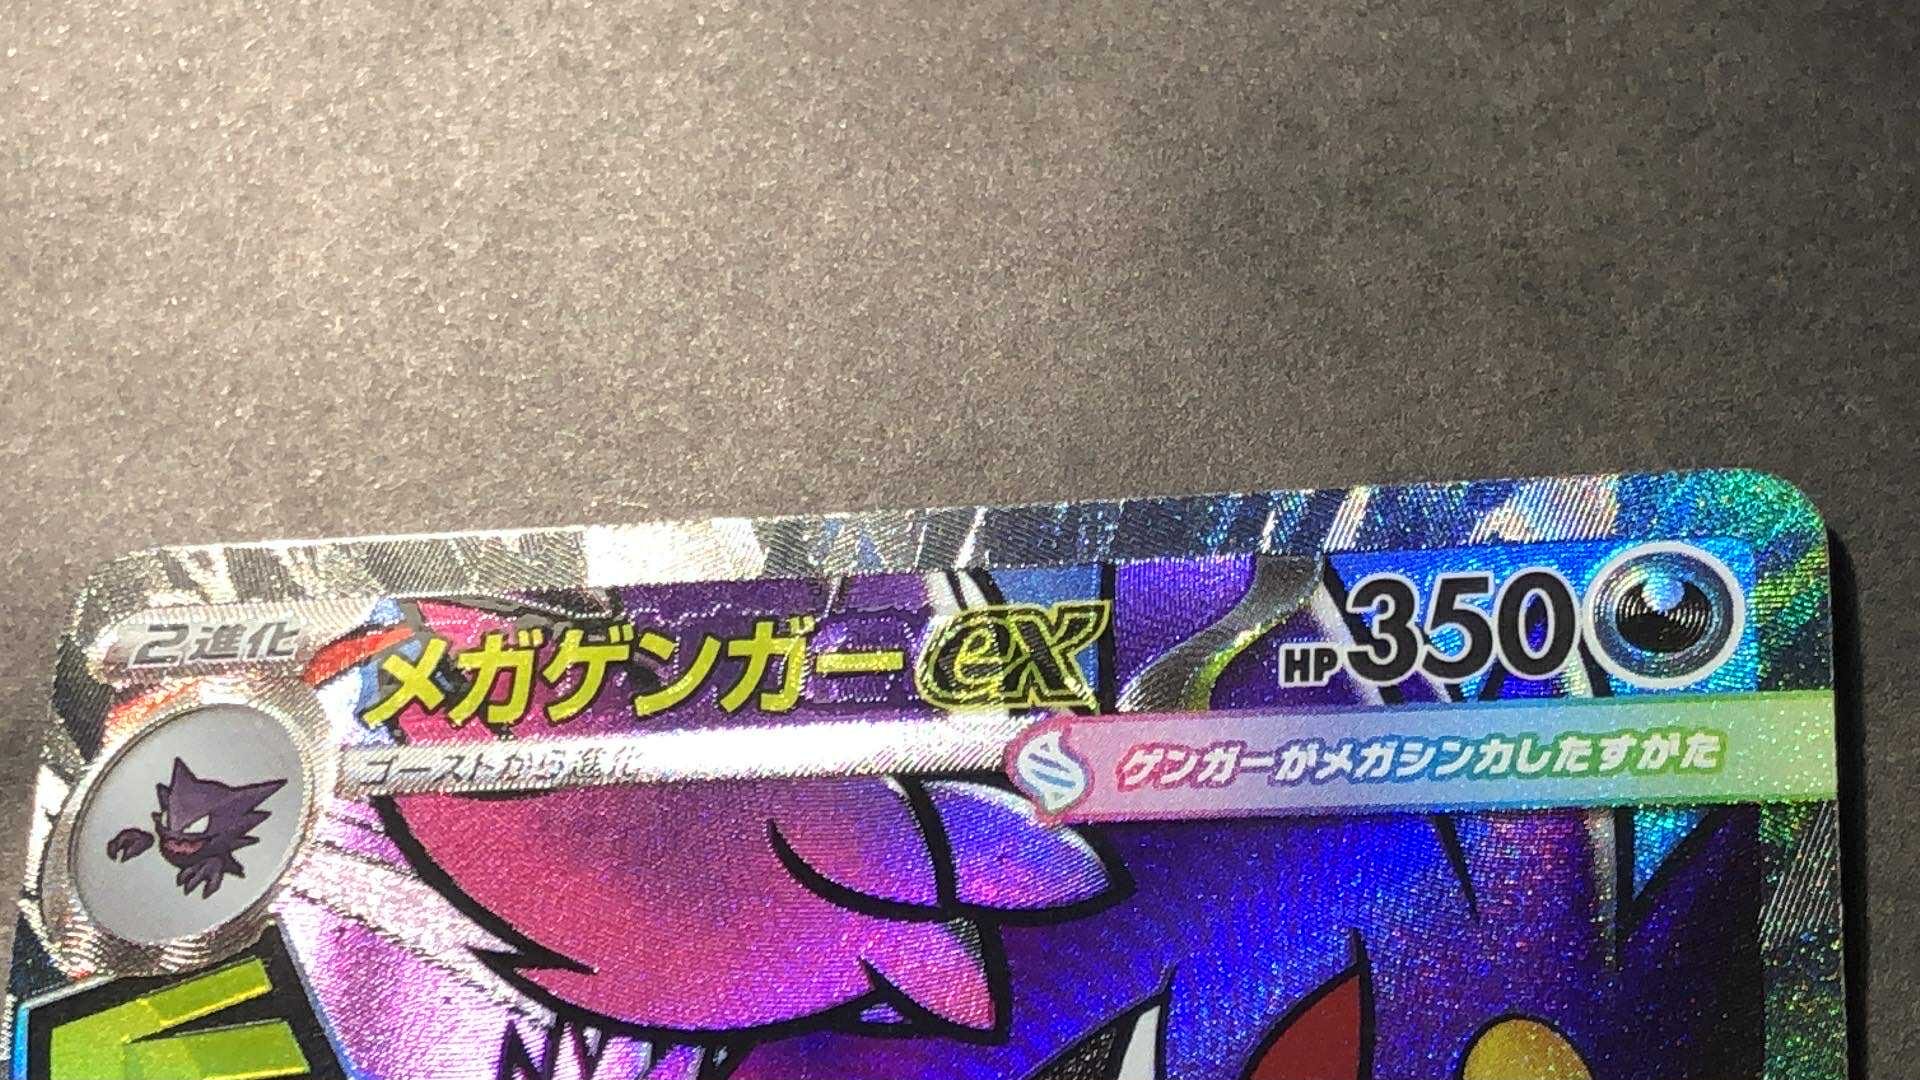 2進化
メガゲンガーex
HP350
ゴーストから進化
ゲンガーがメガシンカしたすがた